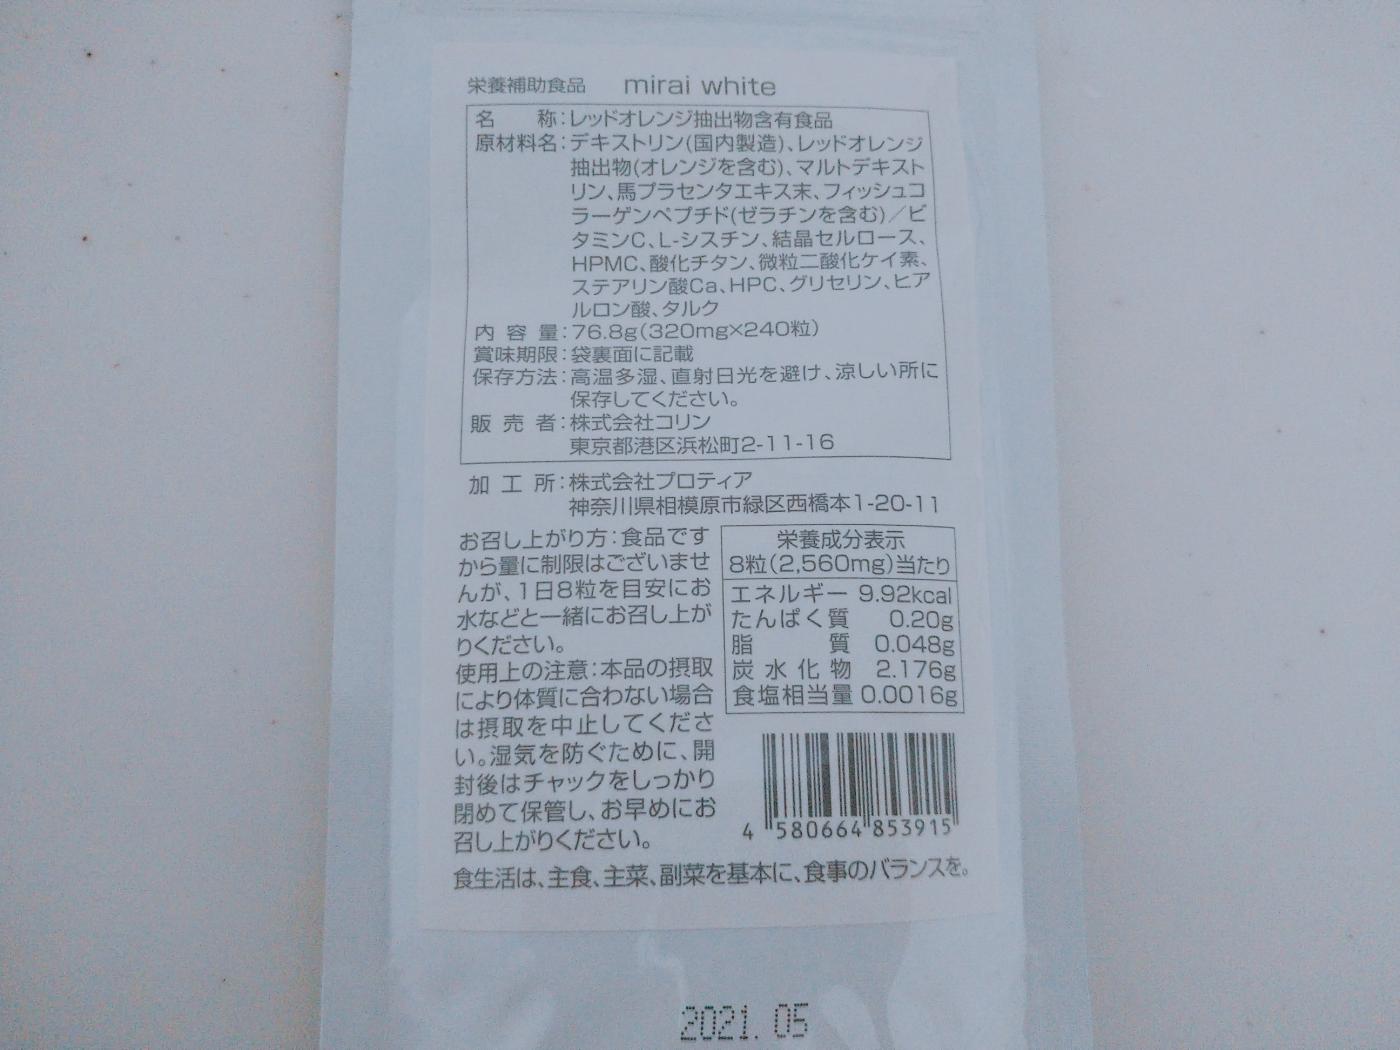 栄養補助食品 mirai white
名称:レッドオレンジ抽出物含有食品
原材料名:デキストリン(国内製造)、レッドオレンジ
抽出物(オレンジを含む)、マルトデキスト
リン、馬プラセンタエキス末、フィッシュコ
ラーゲンペプチド(ゼラチンを含む)/ビ
タミンC、L-シスチン、結晶セルロース、
HPMC、酸化チタン、微粒二酸化ケイ素、
ステアリン酸Ca、HPC、グリセリン、ヒア
ルロン酸、タルク
内容量:76.8g(320mg×240粒)
賞味期限:袋裏面に記載
保存方法:高温多湿、直射日光を避け、涼しい所に
保存してください。
販売者:株式会社コリン
東京都港区浜松町2-11-16
加工所:株式会社プロティア
神奈川県相模原市緑区西橋本1-20-11
お召し上がり方:食品です
から量に制限はございませ
んが、1日8粒を目安にお
水などと一緒にお召し上が
りください。
使用上の注意:本品の摂取
により体質に合わない場合
は摂取を中止してくださ
い。湿気を防ぐために、開
封後はチャックをしっかり
閉めて保管し、お早めにお
召し上がりください。
栄養成分表示
8粒(2,560mg)当たり
エネルギー 9.92kcal
たんぱく質 0.20g
脂質 0.048g
炭水化物 2.176g
食塩相当量 0.0016g
4 580664 853915
食生活は、主食、主菜、副菜を基本に、食事のバランスを。
2021.05